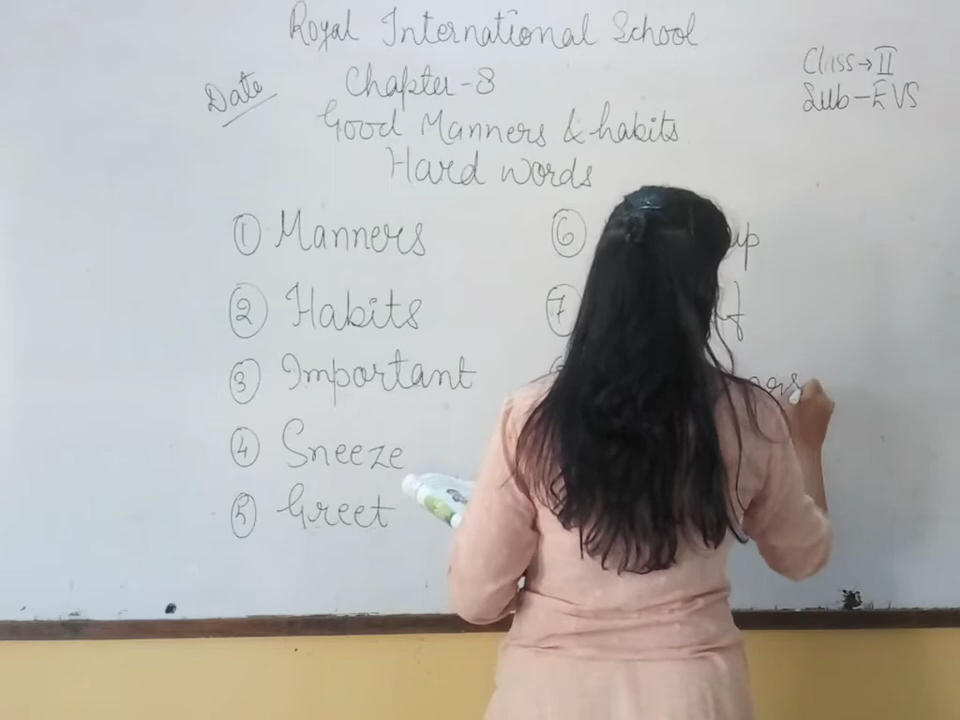 Royal International School
Class → II
Date
Chapter - 8
Sub - EVS
Good Manners & habits
Hard words
① Manners
② Habits
③ Important
④ Sneeze
⑤ Greet
⑥ up
⑦